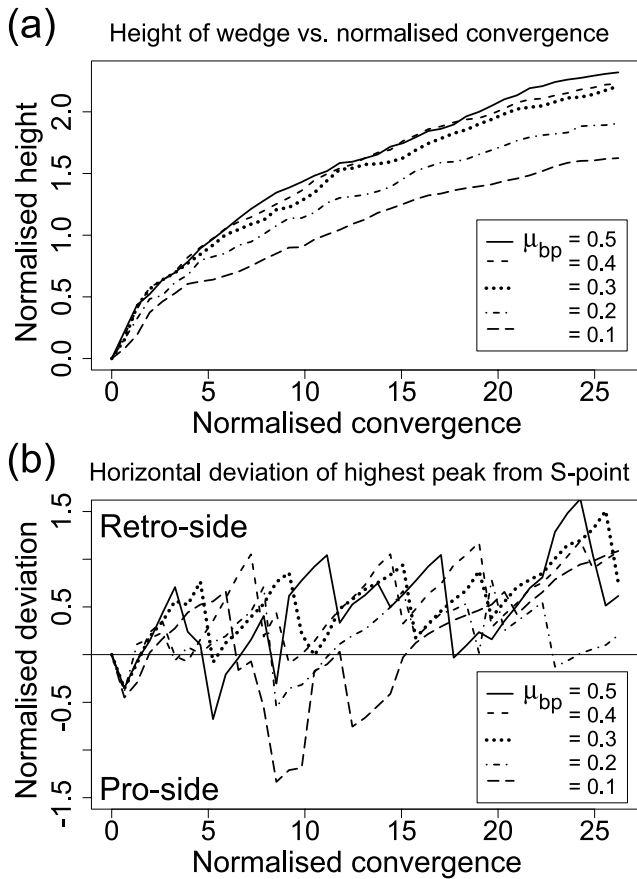 (a)
Height of wedge vs. normalised convergence
Normalised height
0.0 0.5 1.0 1.5 2.0
0 5 10 15 20 25
Normalised convergence
μbp = 0.5
= 0.4
= 0.3
= 0.2
= 0.1
(b)
Horizontal deviation of highest peak from S-point
Retro-side
Normalised deviation
-1.5 -0.5 0.5 1.5
Pro-side
0 5 10 15 20 25
Normalised convergence
μbp = 0.5
= 0.4
= 0.3
= 0.2
= 0.1